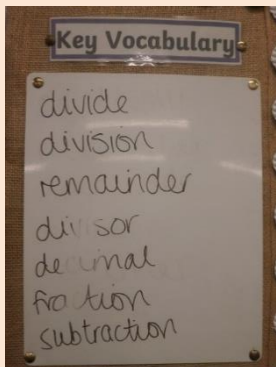 Key Vocabulary
divide
division
remainder
divisor
decimal
fraction
subtraction